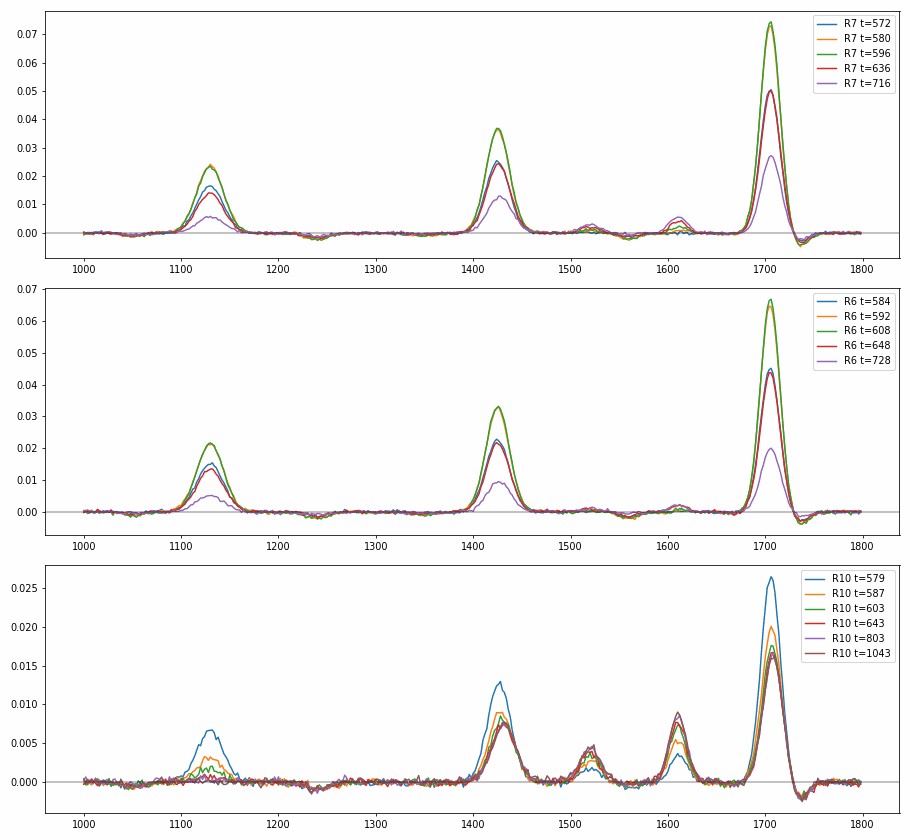 0.07
0.06
0.05
0.04
0.03
0.02
0.01
0.00
R7 t=572
R7 t=580
R7 t=596
R7 t=636
R7 t=716
1000 1100 1200 1300 1400 1500 1600 1700 1800
0.07
0.06
0.05
0.04
0.03
0.02
0.01
0.00
R6 t=584
R6 t=592
R6 t=608
R6 t=648
R6 t=728
1000 1100 1200 1300 1400 1500 1600 1700 1800
0.025
0.020
0.015
0.010
0.005
0.000
R10 t=579
R10 t=587
R10 t=603
R10 t=643
R10 t=803
R10 t=1043
1000 1100 1200 1300 1400 1500 1600 1700 1800